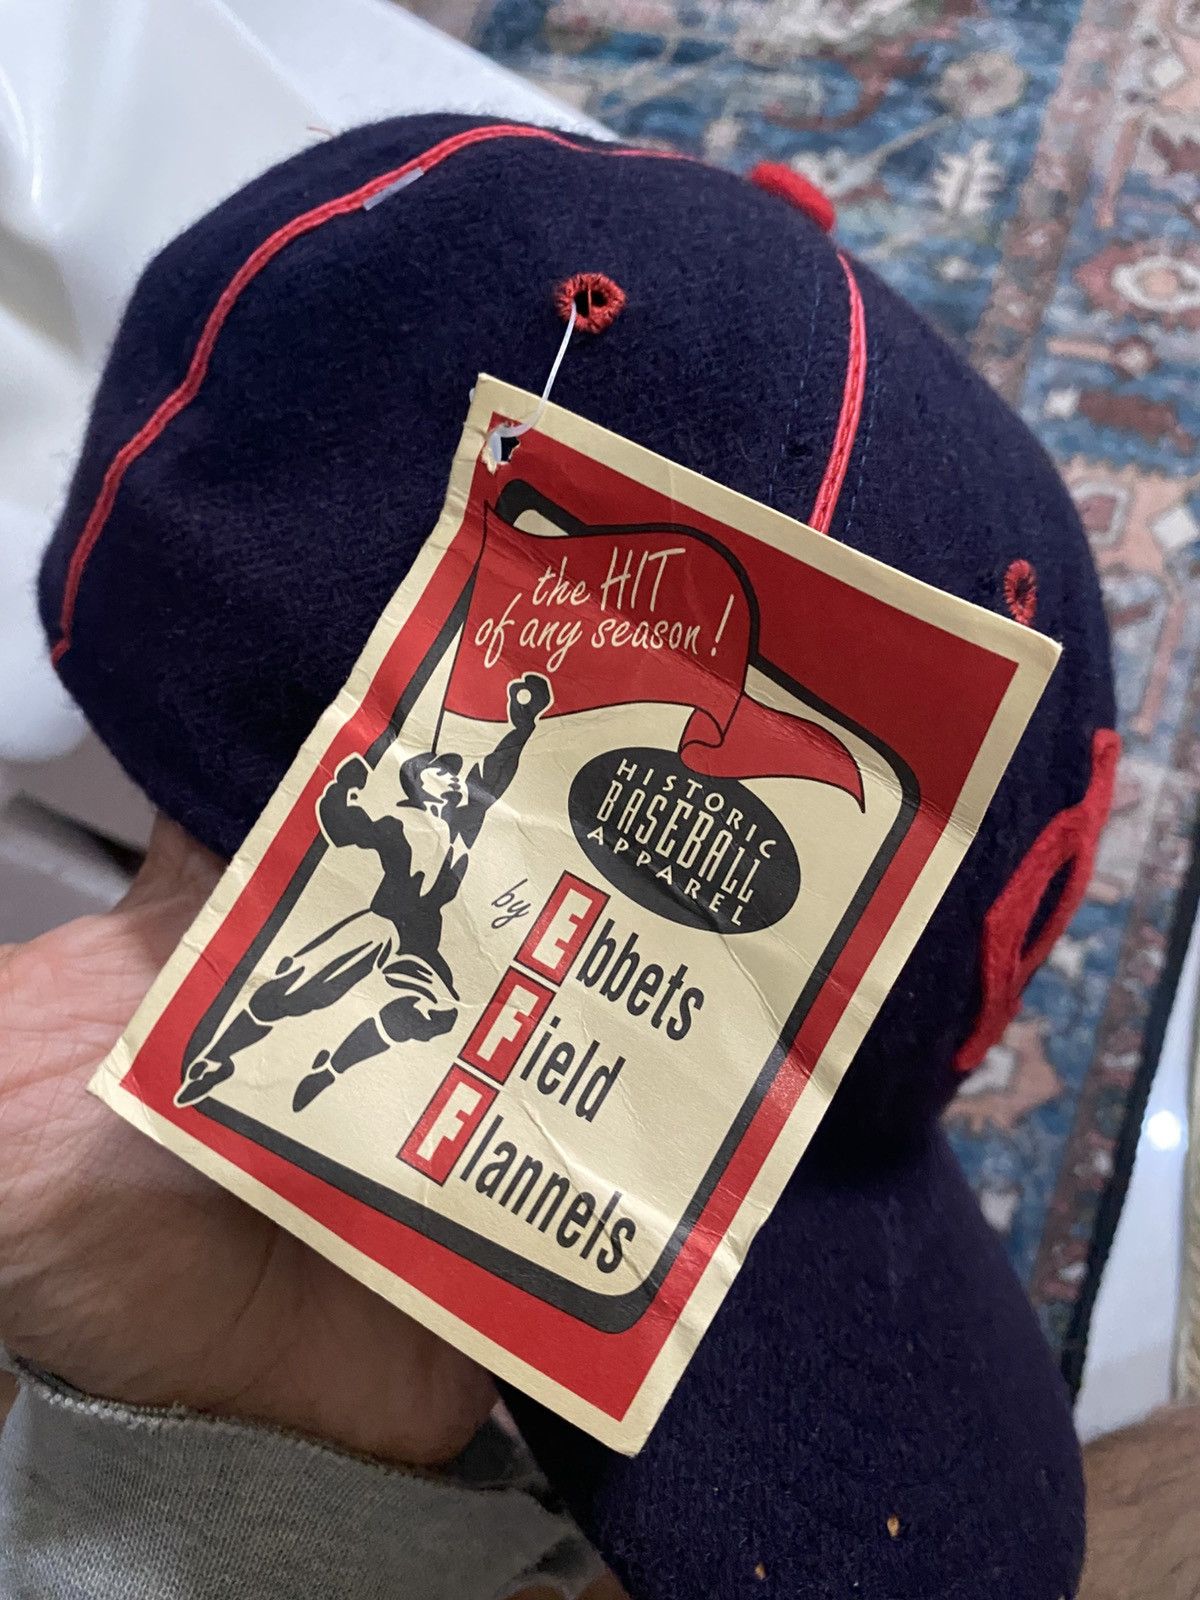 the HIT
of any season!
HISTORIC
BASEBALL
APPAREL
by Ebbets
Field
Flannels